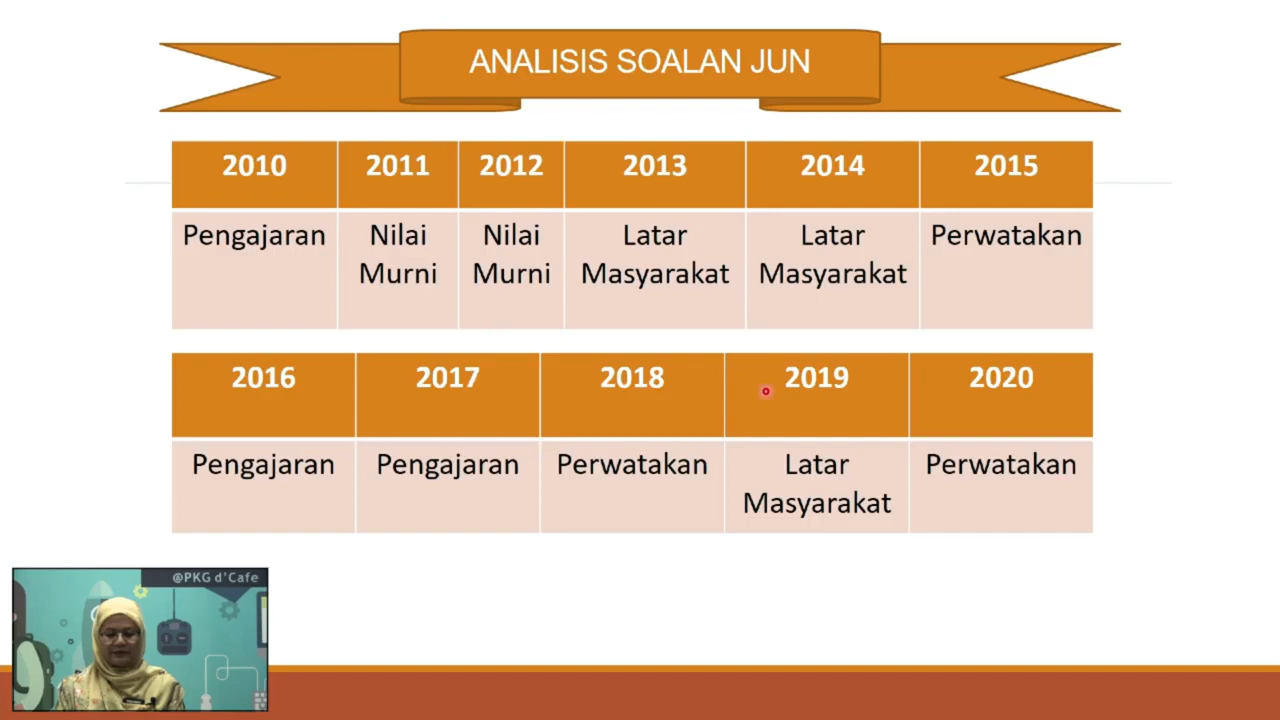 ANALISIS SOALAN JUN
2010 2011 2012 2013 2014 2015
Pengajaran Nilai Nilai Latar Latar Perwatakan
Murni Murni Masyarakat Masyarakat
2016 2017 2018 2019 2020
Pengajaran Pengajaran Perwatakan Latar Perwatakan
Masyarakat
@PKG d'Cafe